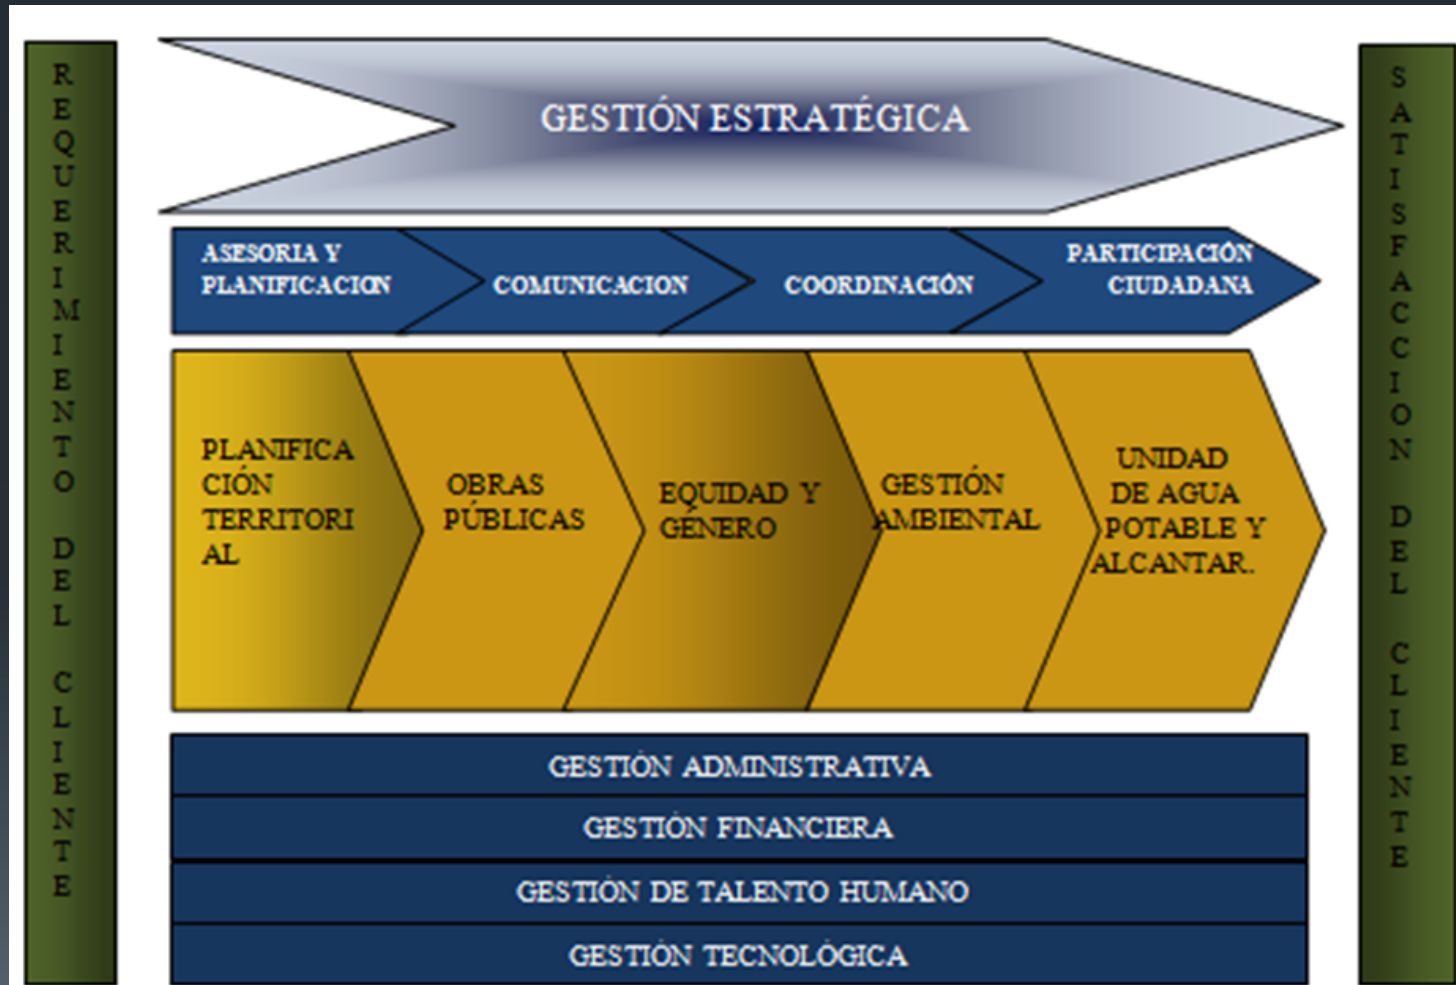 REQUERIMIENTO DEL CLIENTE
GESTIÓN ESTRATÉGICA
ASESORIA Y
PLANIFICACION
COMUNICACION
COORDINACIÓN
PARTICIPACIÓN
CIUDADANA
PLANIFICA
CIÓN
TERRITORI
AL
OBRAS
PÚBLICAS
EQUIDAD Y
GÉNERO
GESTIÓN
AMBIENTAL
UNIDAD
DE AGUA
POTABLE Y
ALCANTAR.
GESTIÓN ADMINISTRATIVA
GESTIÓN FINANCIERA
GESTIÓN DE TALENTO HUMANO
GESTIÓN TECNOLÓGICA
SATISFACCION DEL CLIENTE